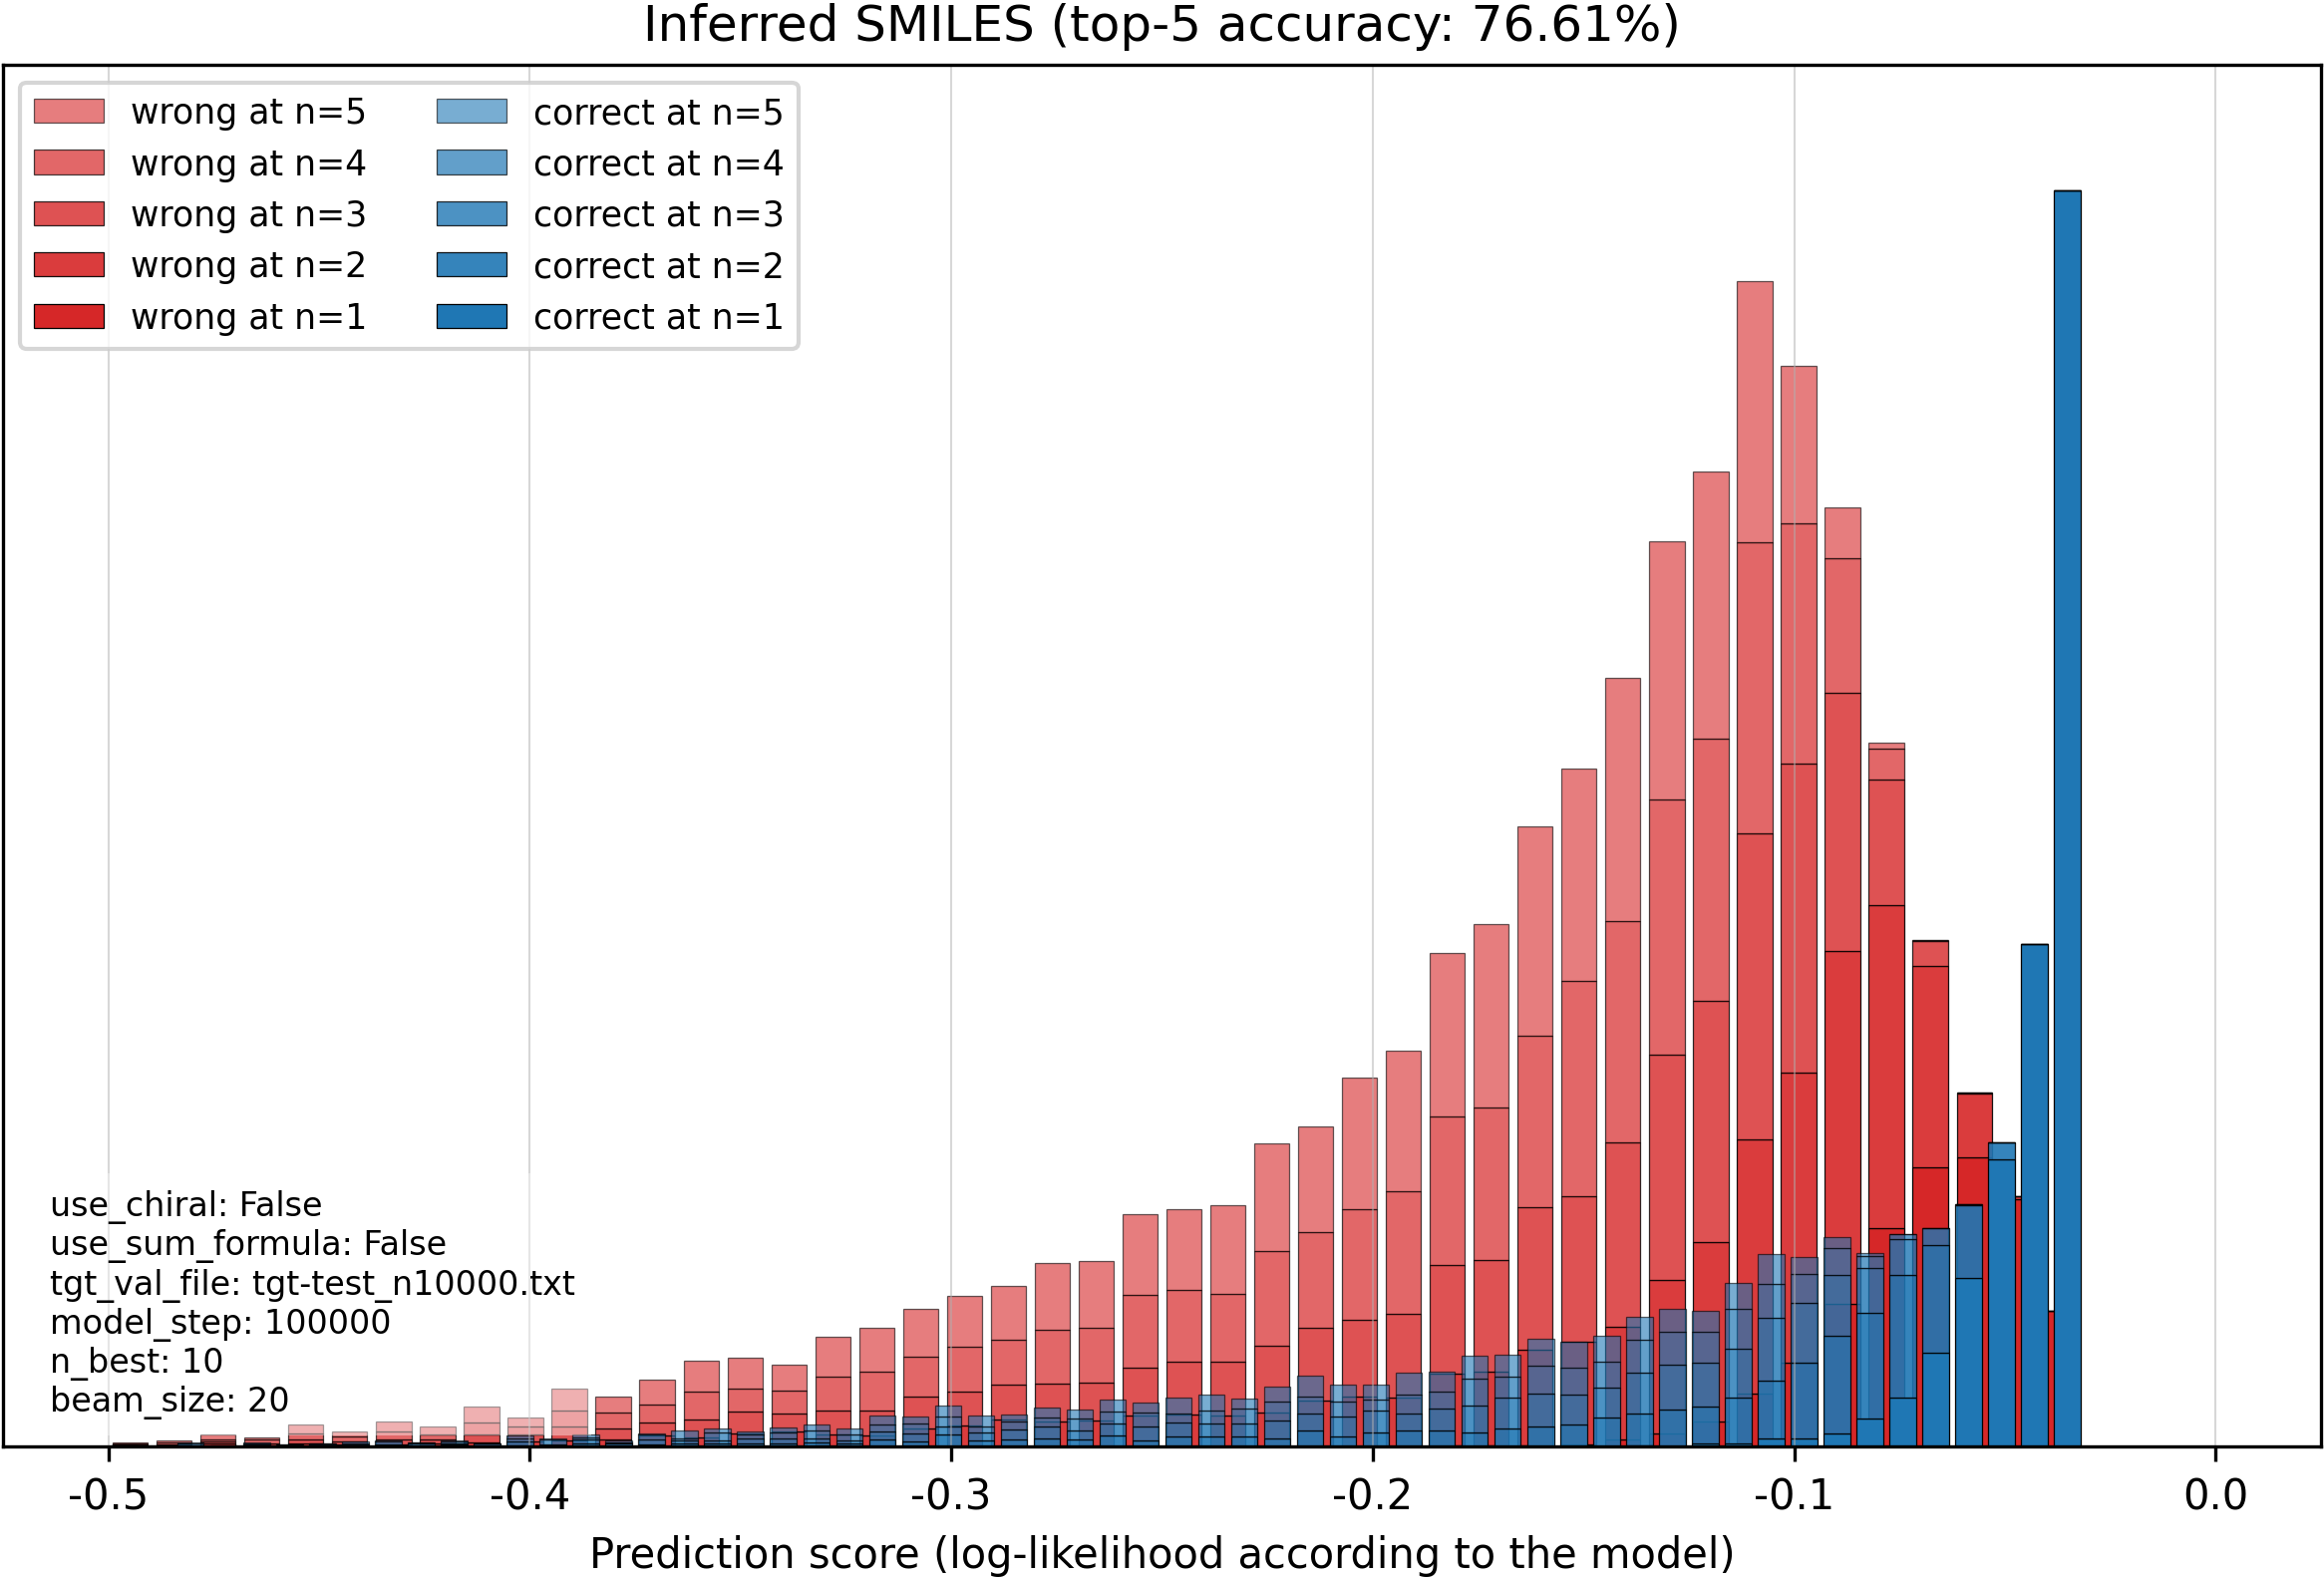 Inferred SMILES (top-5 accuracy: 76.61%)
wrong at n=5
wrong at n=4
wrong at n=3
wrong at n=2
wrong at n=1
correct at n=5
correct at n=4
correct at n=3
correct at n=2
correct at n=1
use_chiral: False
use_sum_formula: False
tgt_val_file: tgt-test_n10000.txt
model_step: 100000
n_best: 10
beam_size: 20
-0.5 -0.4 -0.3 -0.2 -0.1 0.0
Prediction score (log-likelihood according to the model)